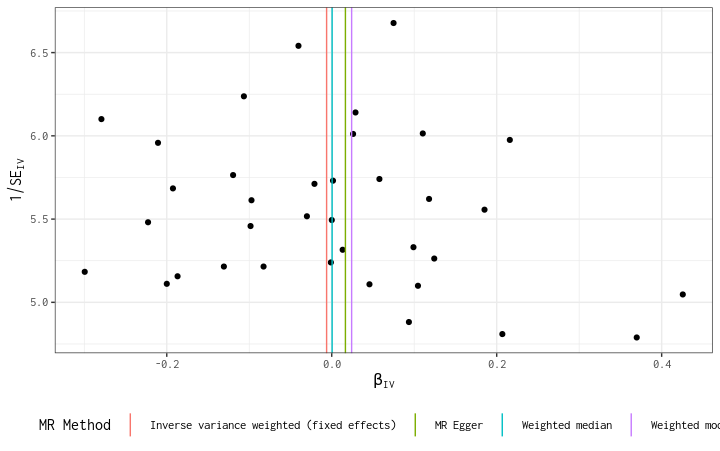 6.5
6.0
5.5
5.0
1/SE_IV
-0.2
0.0
0.2
0.4
β_IV
MR Method Inverse variance weighted (fixed effects) MR Egger Weighted median Weighted